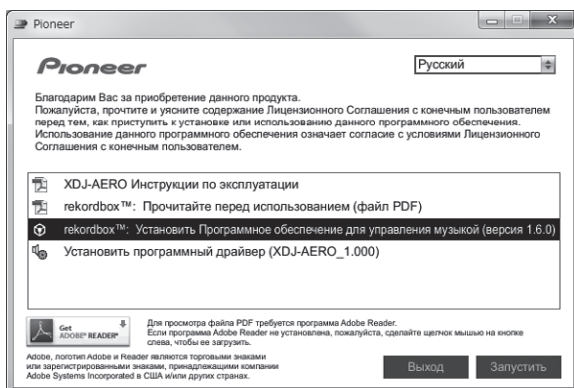 Pioneer
Pioneer
Русский
Благодарим Вас за приобретение данного продукта.
Пожалуйста, прочтите и уясните содержание Лицензионного Соглашения с конечным пользователем
перед тем, как приступить к установке или использованию данного программного обеспечения.
Использование данного программного обеспечения означает согласие с условиями Лицензионного
Соглашения с конечным пользователем.
XDJ-AERO Инструкции по эксплуатации
rekordbox™: Прочитайте перед использованием (файл PDF)
rekordbox™: Установить Программное обеспечение для управления музыкой (версия 1.6.0)
Установить программный драйвер (XDJ-AERO_1.000)
Get
ADOBE® READER®
Для просмотра файла PDF требуется программа Adobe Reader.
Если программа Adobe Reader не установлена, пожалуйста, сделайте щелчок мышью на кнопке
слева, чтобы ее загрузить.
Adobe, логотип Adobe и Reader являются торговыми знаками
или зарегистрированными знаками, принадлежащими компании
Adobe Systems Incorporated в США и/или других странах.
Выход
Запустить